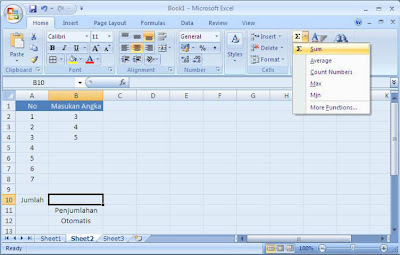 Book1 - Microsoft Excel
Home Insert Page Layout Formulas Data Review View
Paste
Clipboard
Calibri 11
B I U
Font
Alignment
General
$ % ,
Number
Styles
Insert
Delete
Format
Cells
Σ
Σ Sum
Average
Count Numbers
Max
Min
More Functions...
B10 fx
A B C D E F G H
1 No Masukan Angka
2 1 3
3 2 4
4 3 5
5 4
6 5
7 6
8 7
9
10 Jumlah
11 Penjumlahan
12 Otomatis
Sheet1 Sheet2 Sheet3
Ready 100%